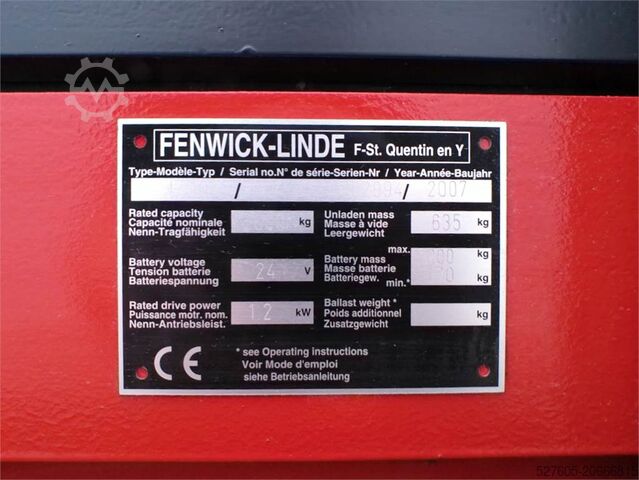 FENWICK-LINDE F-St. Quentin en Y
Type-Modèle-Typ / Serial no.N° de série-Serien-Nr / Year-Année-Baujahr
/ / 2007
Rated capacity
Capacité nominale
Nenn-Tragfähigkeit
kg
Unladen mass
Masse à vide
Leergewicht
635 kg
Battery voltage
Tension batterie
Batteriespannung
24 V
max.
Battery mass
Masse batterie
Batteriegew. min.*
kg
kg
Rated drive power
Puissance motr. nom.
Nenn-Antriebsleist.
1.2 kW
Ballast weight *
Poids additionnel
Zusatzgewicht
kg
CE
* see Operating instructions
Voir Mode d'emploi
siehe Betriebsanleitung
527605-20666815